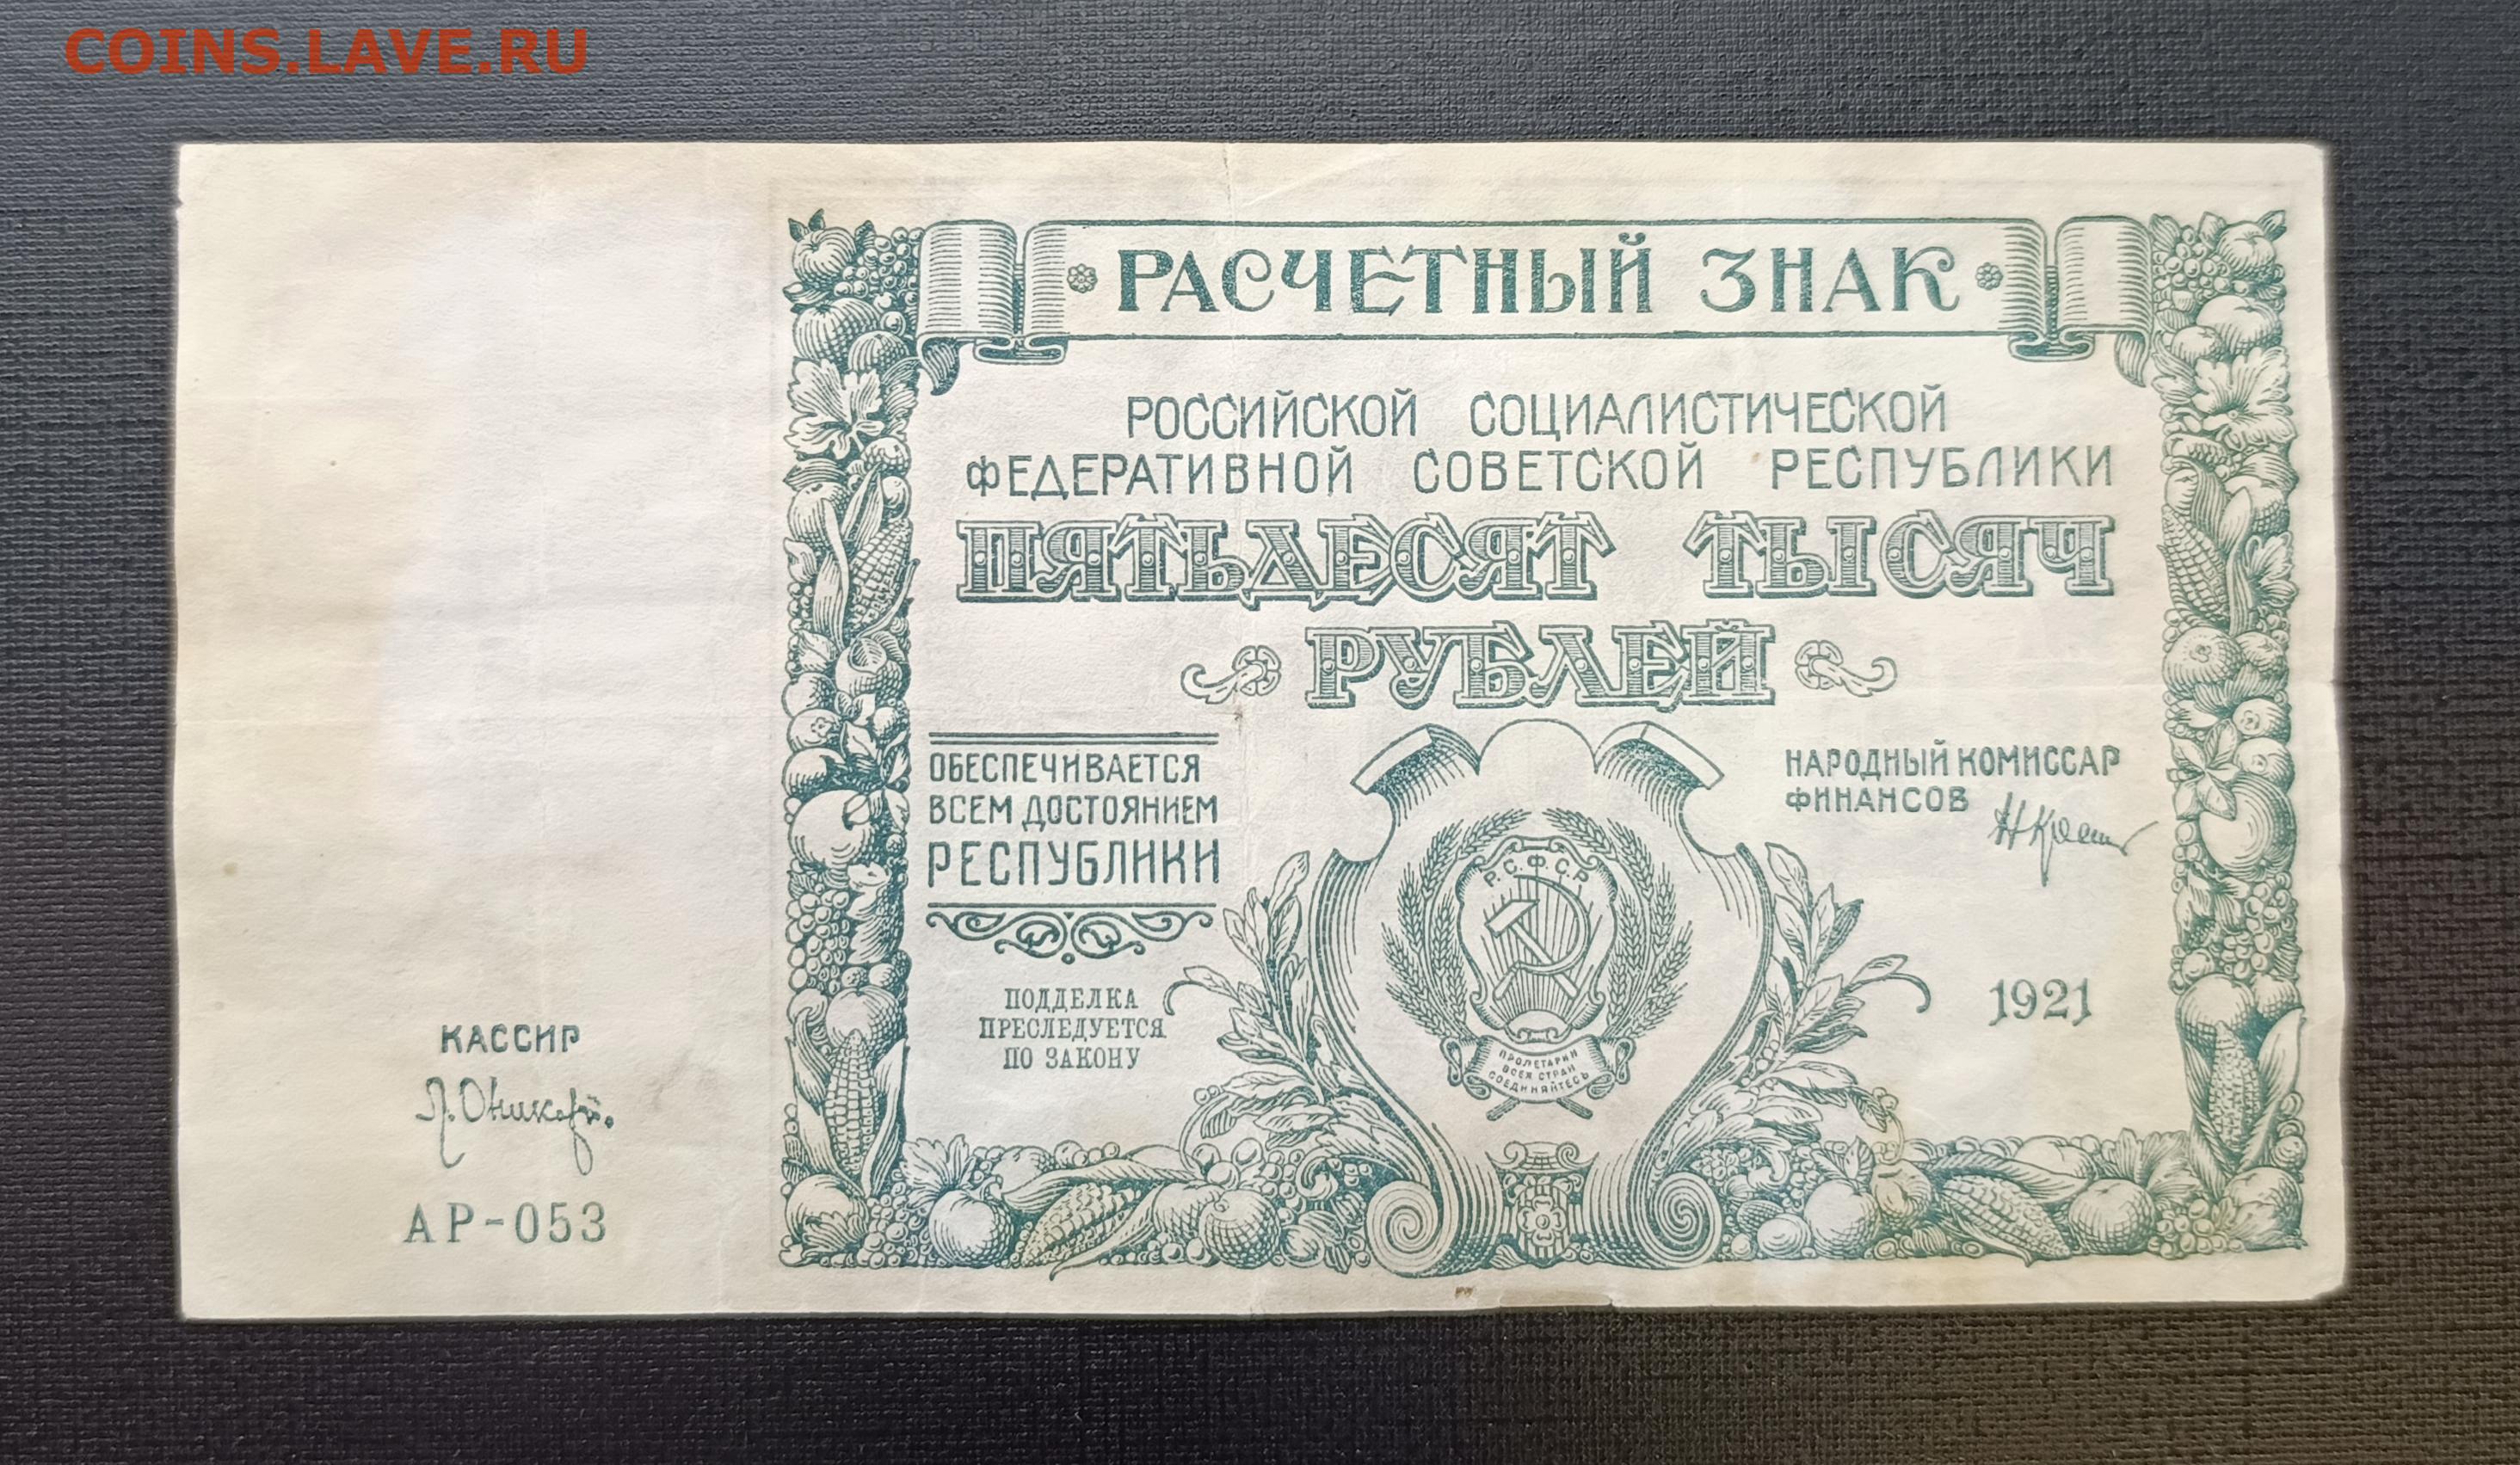 COINS.LAVE.RU
РАСЧЕТНЫЙ ЗНАК
РОССИЙСКОЙ СОЦИАЛИСТИЧЕСКОЙ
ФЕДЕРАТИВНОЙ СОВЕТСКОЙ РЕСПУБЛИКИ
ПЯТЬДЕСЯТ ТЫСЯЧ
РУБЛЕЙ
ОБЕСПЕЧИВАЕТСЯ
ВСЕМ ДОСТОЯНИЕМ
РЕСПУБЛИКИ
ПОДДЕЛКА
ПРЕСЛЕДУЕТСЯ
ПО ЗАКОНУ
Р.С.Ф.С.Р.
ПРОЛЕТАРИИ
ВСЕХ СТРАН
СОЕДИНЯЙТЕСЬ
НАРОДНЫЙ КОМИССАР
ФИНАНСОВ
1921
КАССИР
АР-053